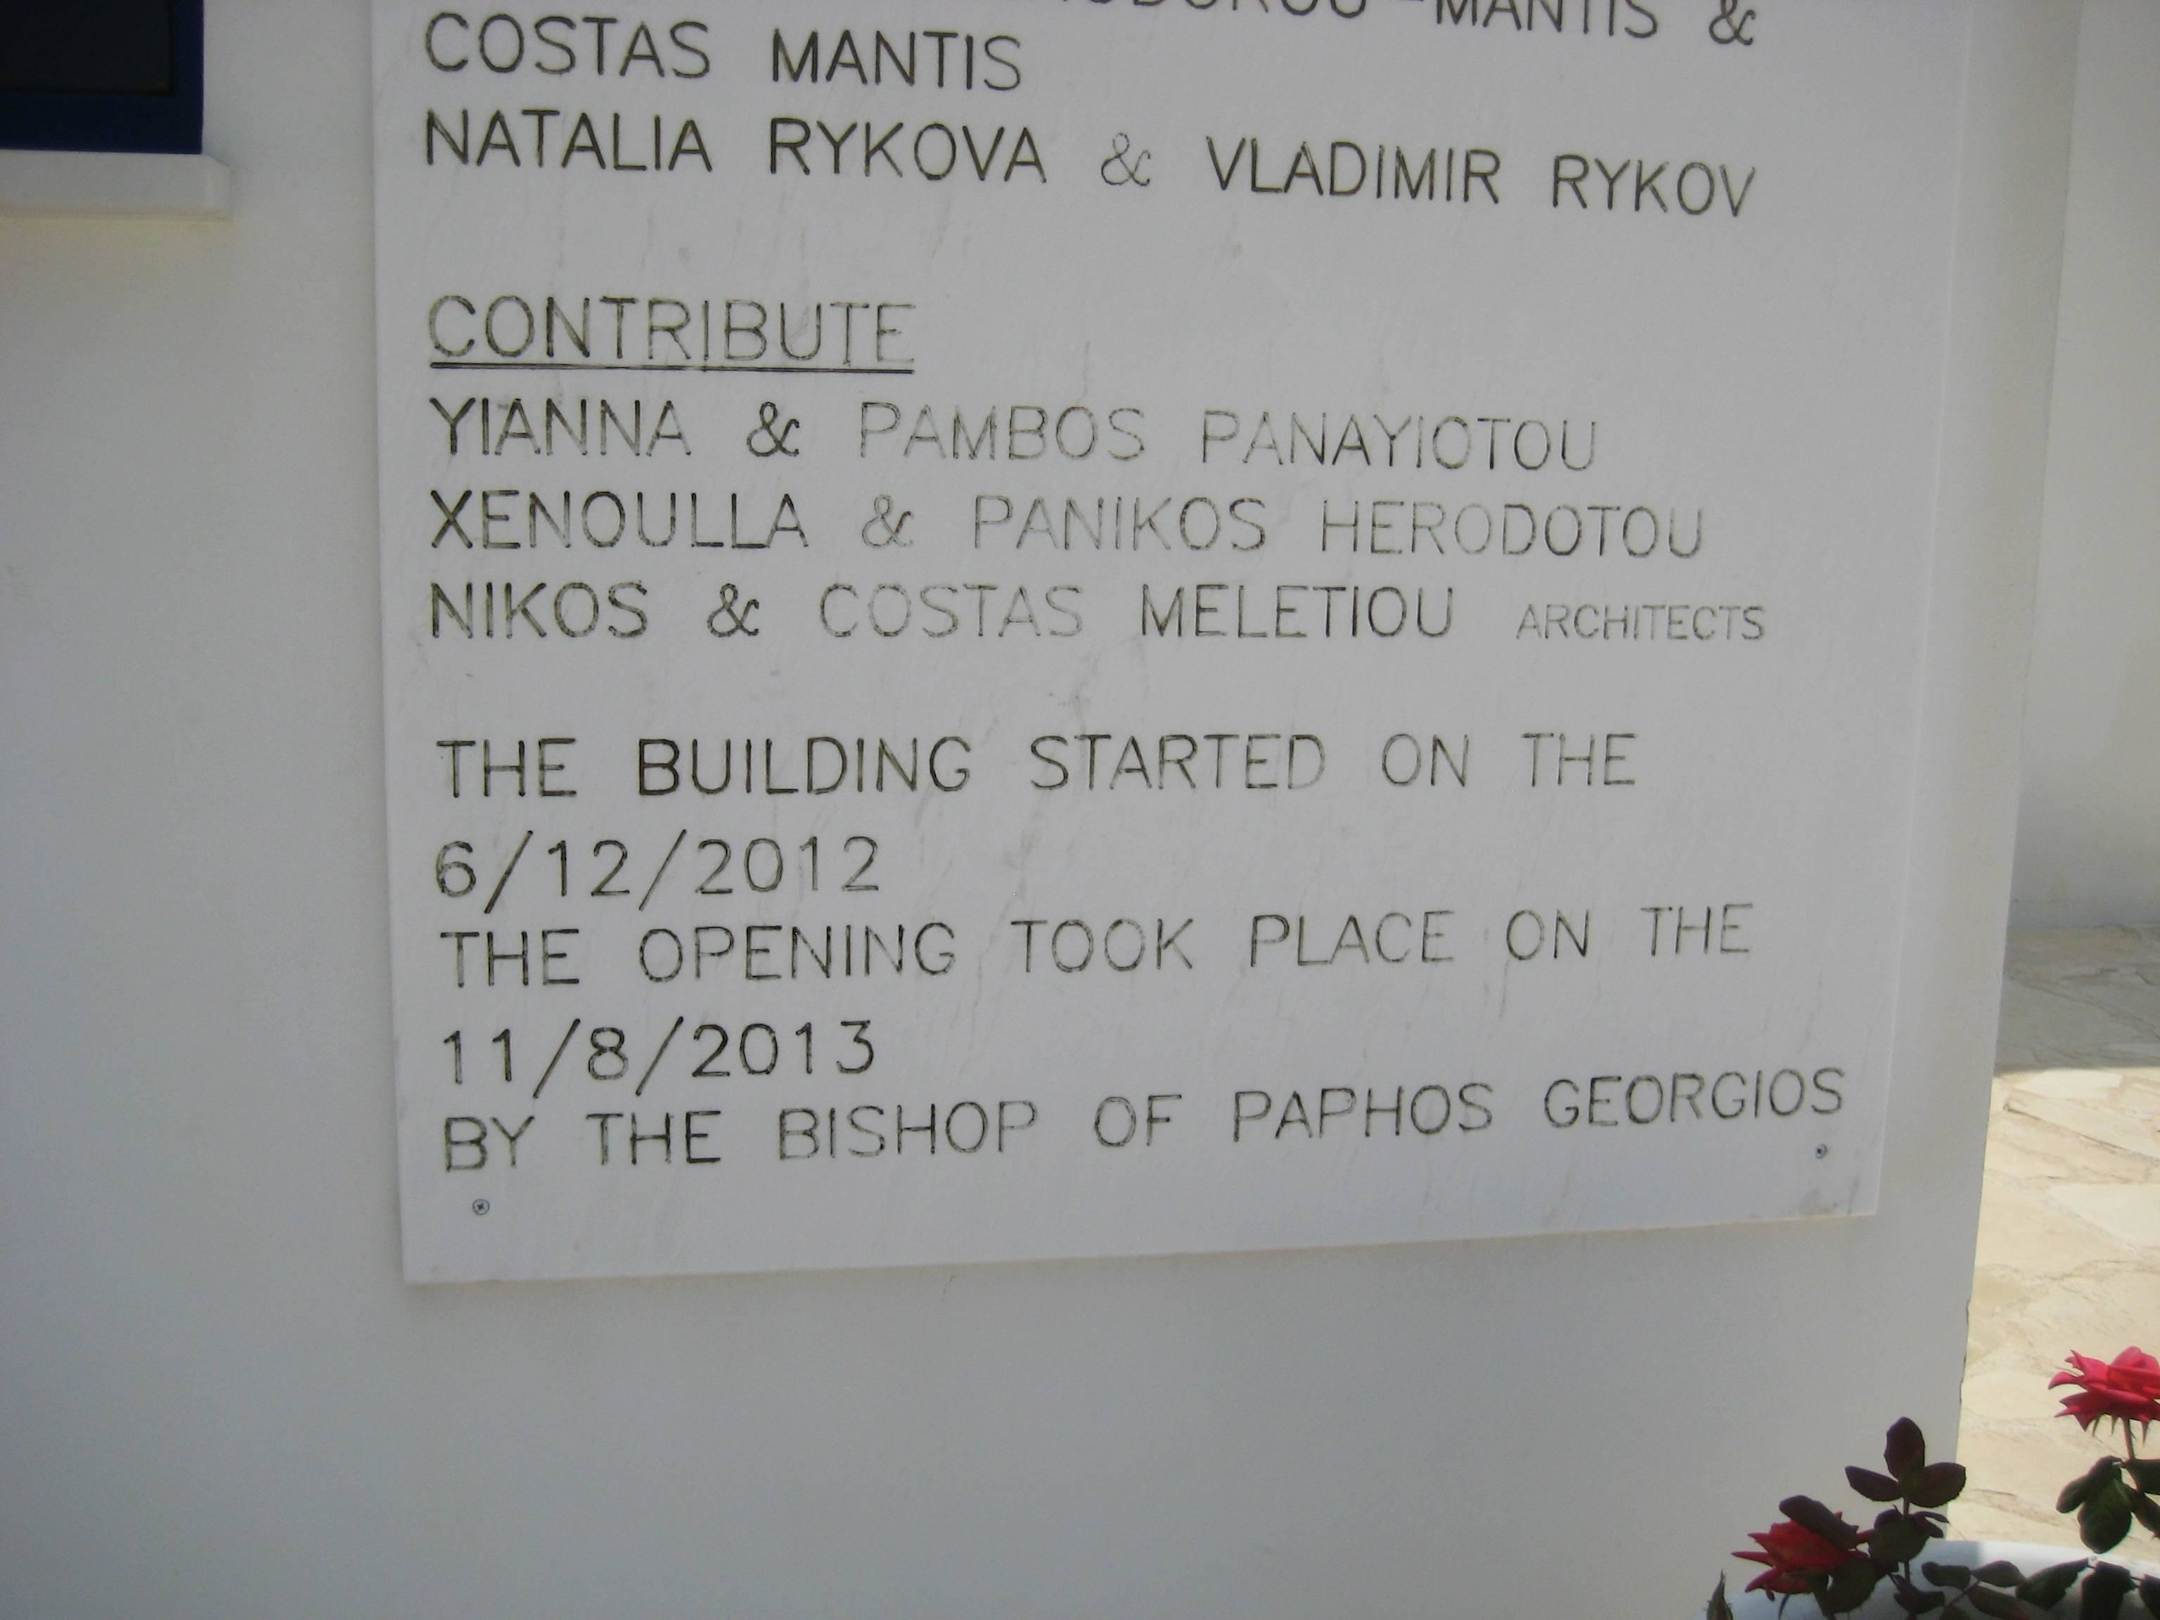 -MANTIS &
COSTAS MANTIS
NATALIA RYKOVA & VLADIMIR RYKOV
CONTRIBUTE
YIANNA & PAMBOS PANAYIOTOU
XENOULLA & PANIKOS HERODOTOU
NIKOS & COSTAS MELETIOU ARCHITECTS
THE BUILDING STARTED ON THE
6/12/2012
THE OPENING TOOK PLACE ON THE
11/8/2013
BY THE BISHOP OF PAPHOS GEORGIOS